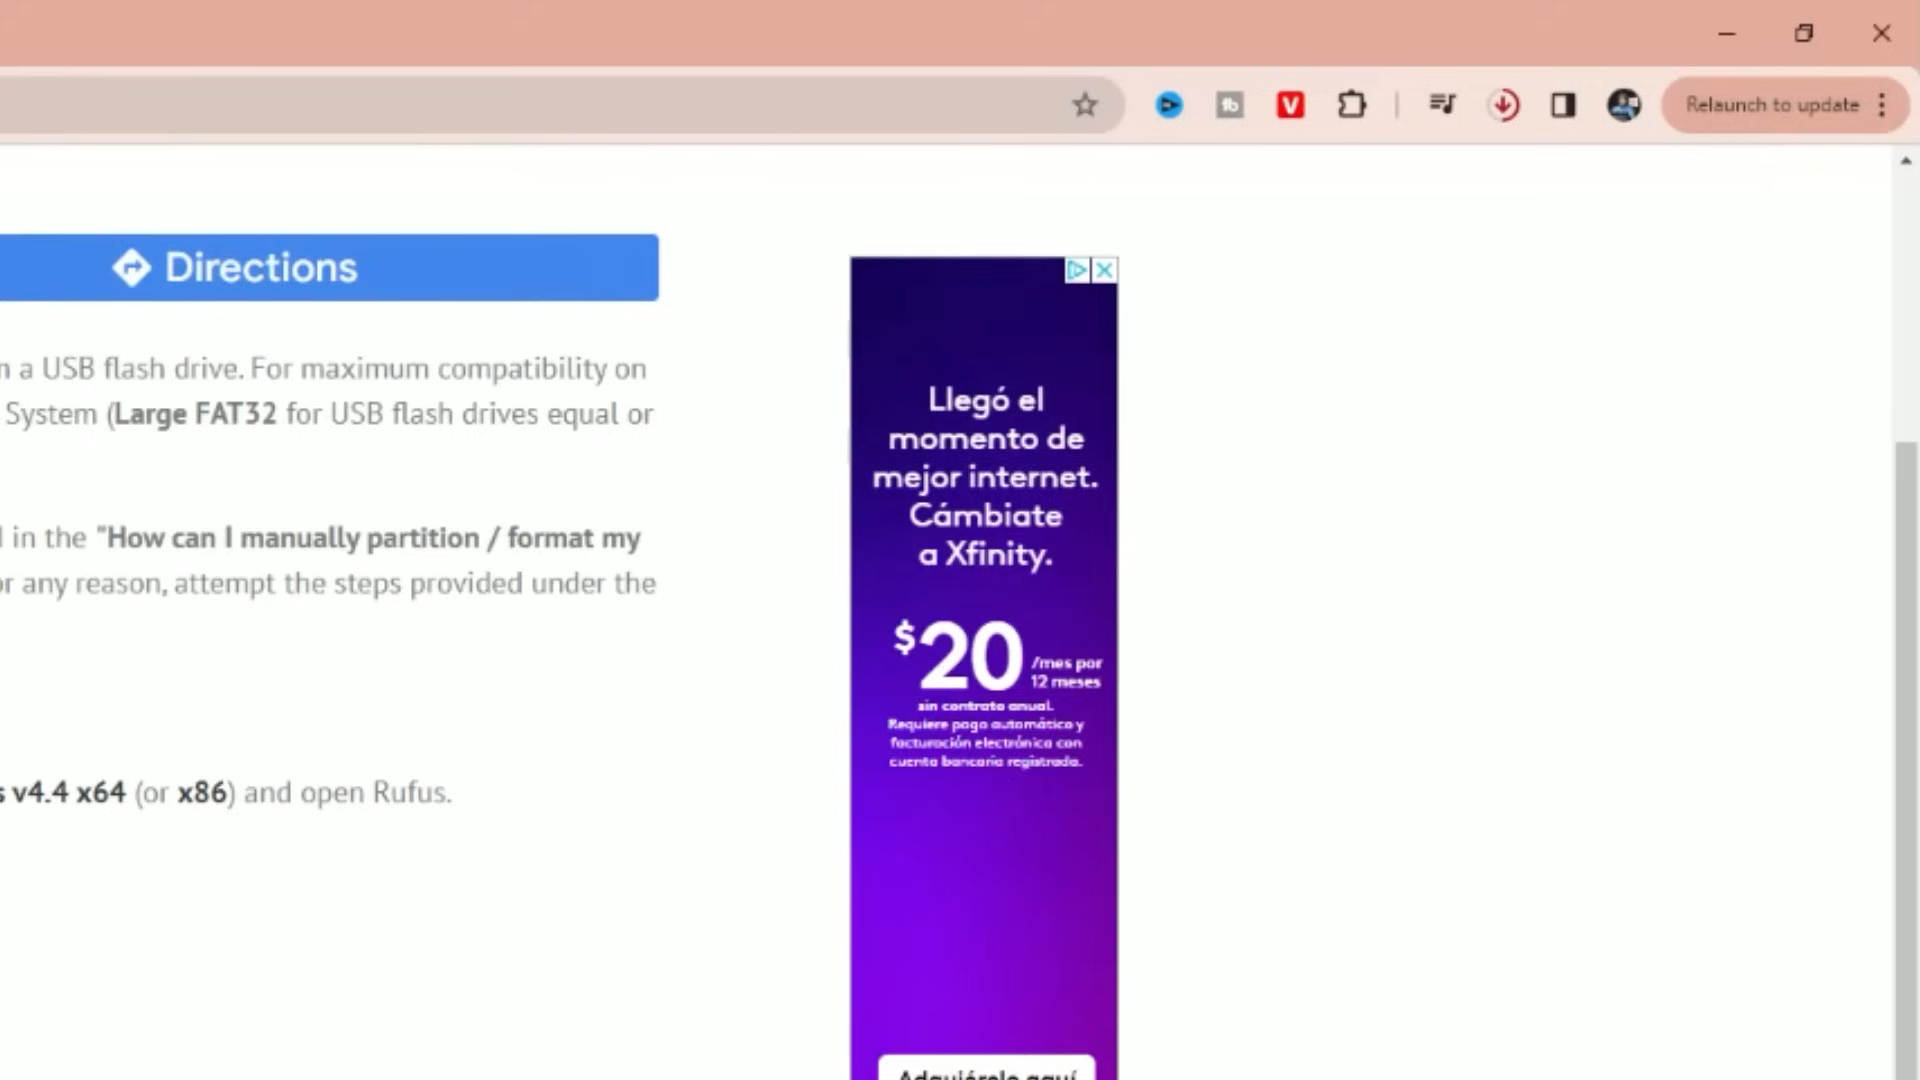 Relaunch to update
Directions
a USB flash drive. For maximum compatibility on
System (Large FAT32 for USB flash drives equal or
in the "How can I manually partition / format my
any reason, attempt the steps provided under the
v4.4 x64 (or x86) and open Rufus.
Llegó el
momento de
mejor internet.
Cámbiate
a Xfinity.
$20 /mes por
12 meses
sin contrato anual.
Requiere pago automático y
facturación electrónica con
cuenta bancaria registrada.
Adquiérelo aquí